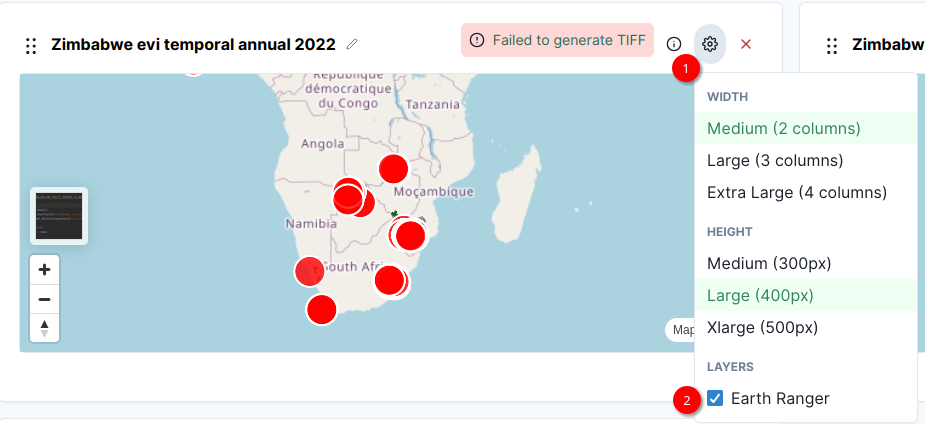 Zimbabwe evi temporal annual 2022
Failed to generate TIFF
Zimbabw
1
République
démocratique
du Congo
Tanzania
Angola
Moçambique
Namibia
South Afri
Map
WIDTH
Medium (2 columns)
Large (3 columns)
Extra Large (4 columns)
HEIGHT
Medium (300px)
Large (400px)
Xlarge (500px)
LAYERS
2
Earth Ranger